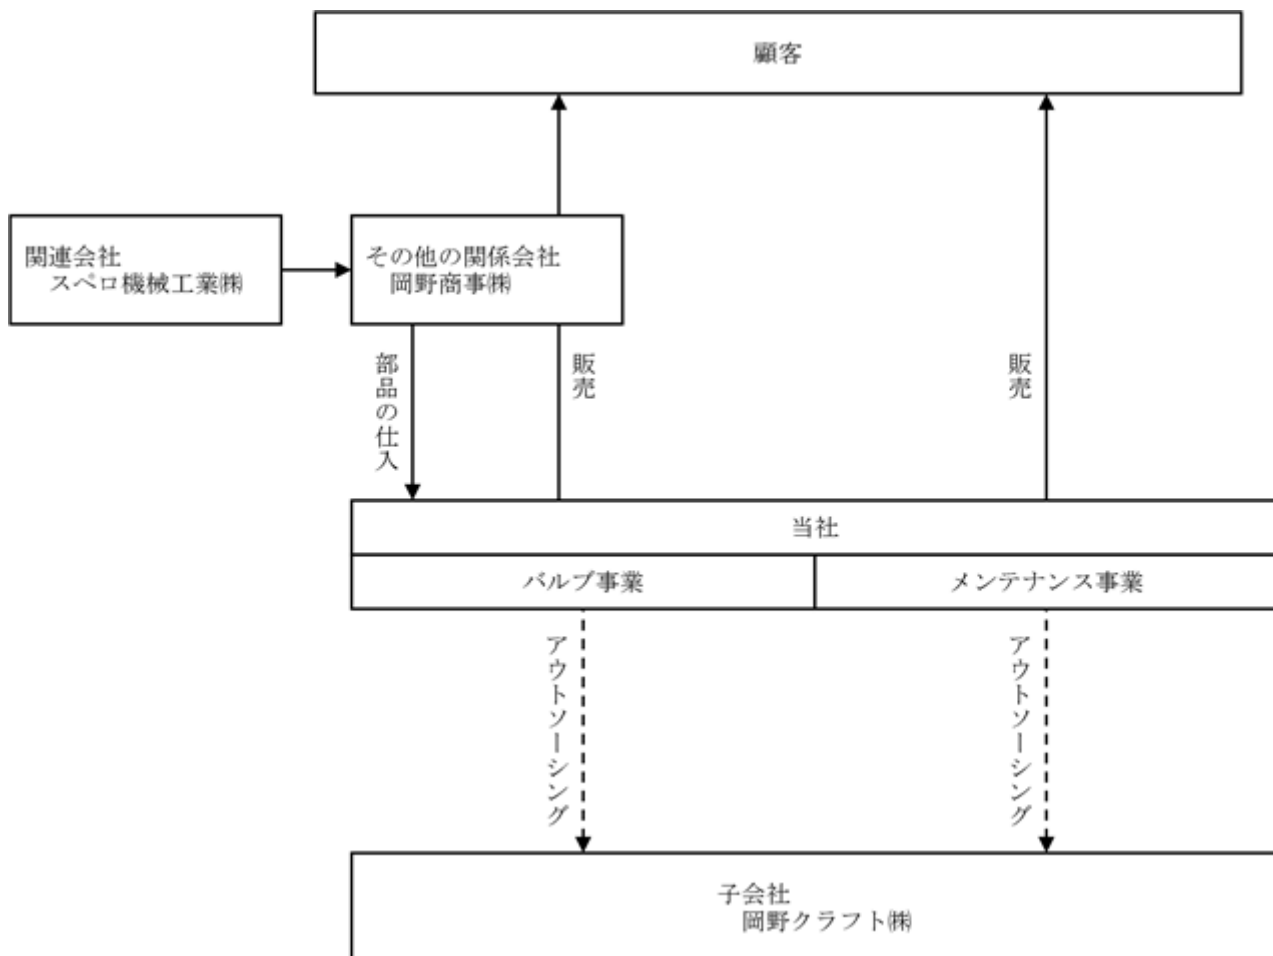 顧客
関連会社
スペロ機械工業㈱
その他の関係会社
岡野商事㈱
部品の仕入
販売
販売
当社
バルブ事業
メンテナンス事業
アウトソーシング
アウトソーシング
子会社
岡野クラフト㈱